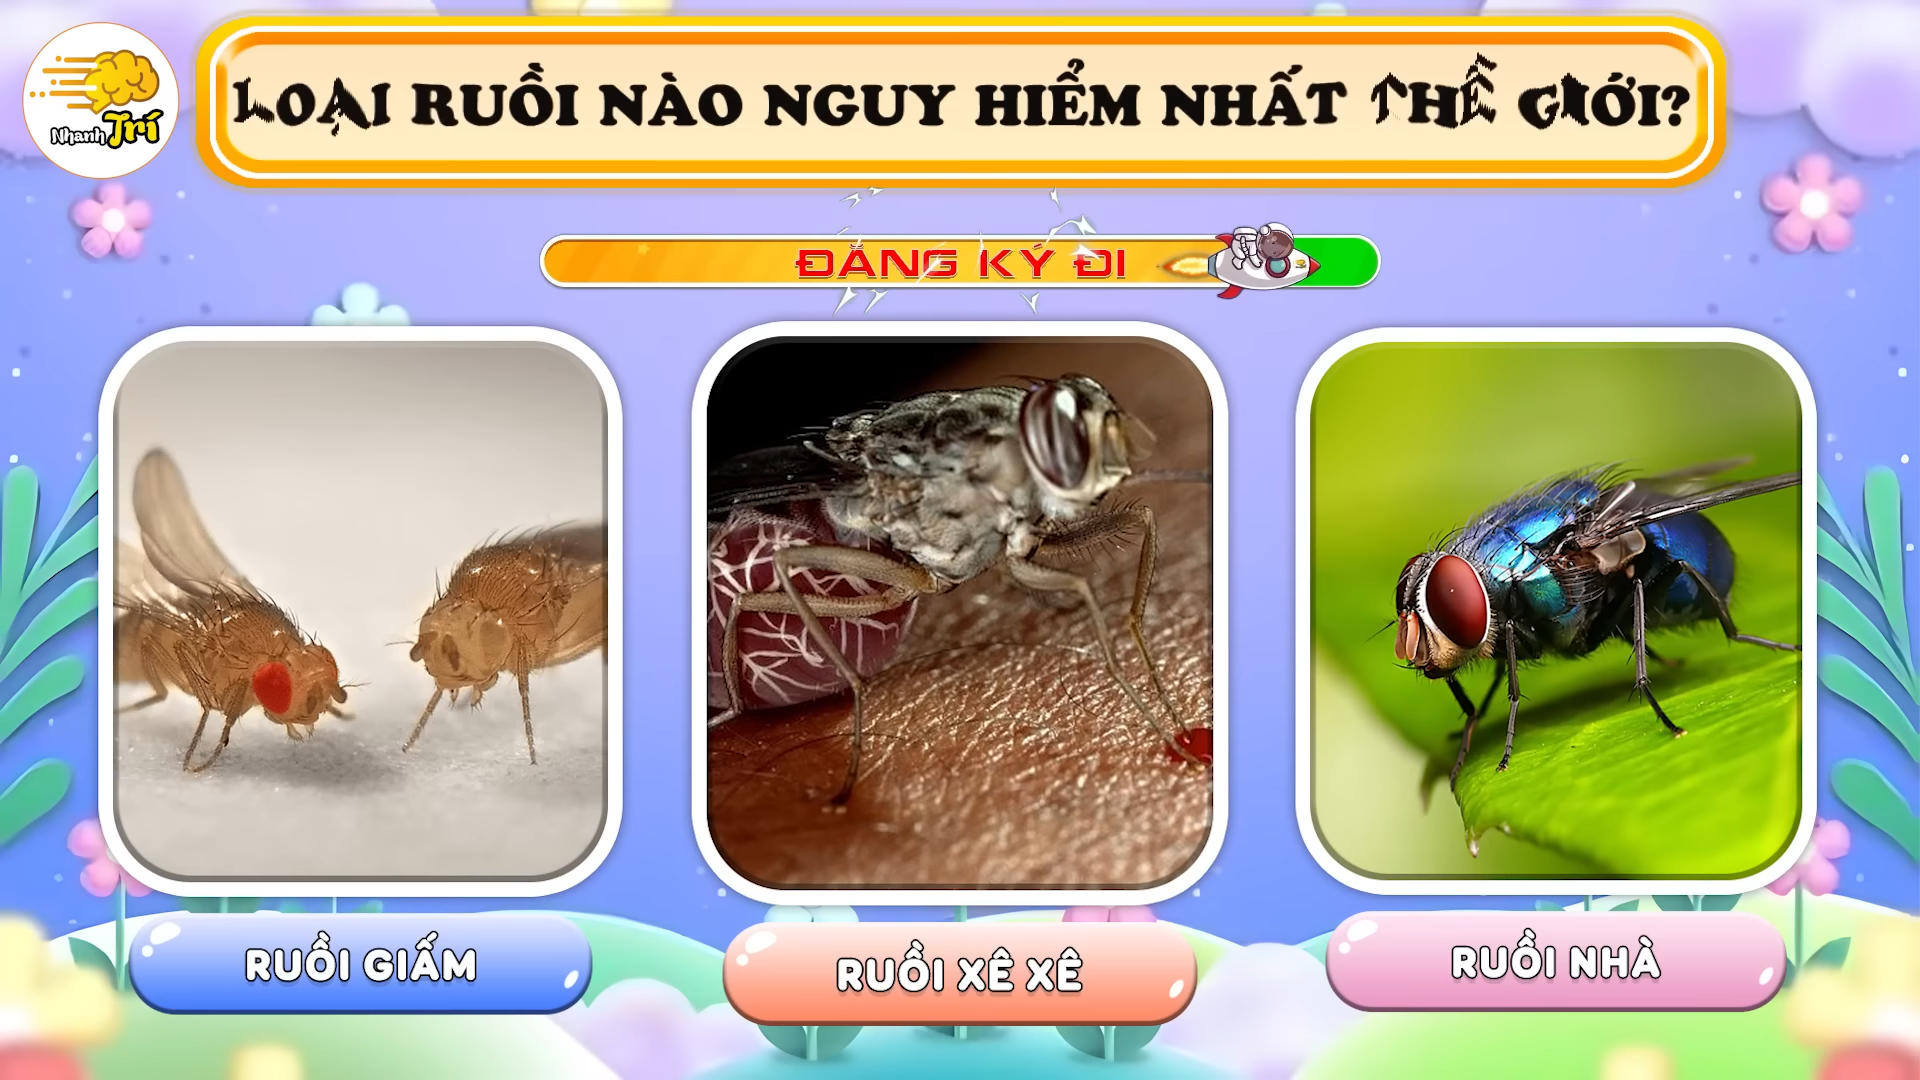 Nhanh Trí
LOẠI RUỒI NÀO NGUY HIỂM NHẤT THẾ GIỚI?
ĐĂNG KÝ ĐI
RUỒI GIẤM
RUỒI XÊ XÊ
RUỒI NHÀ